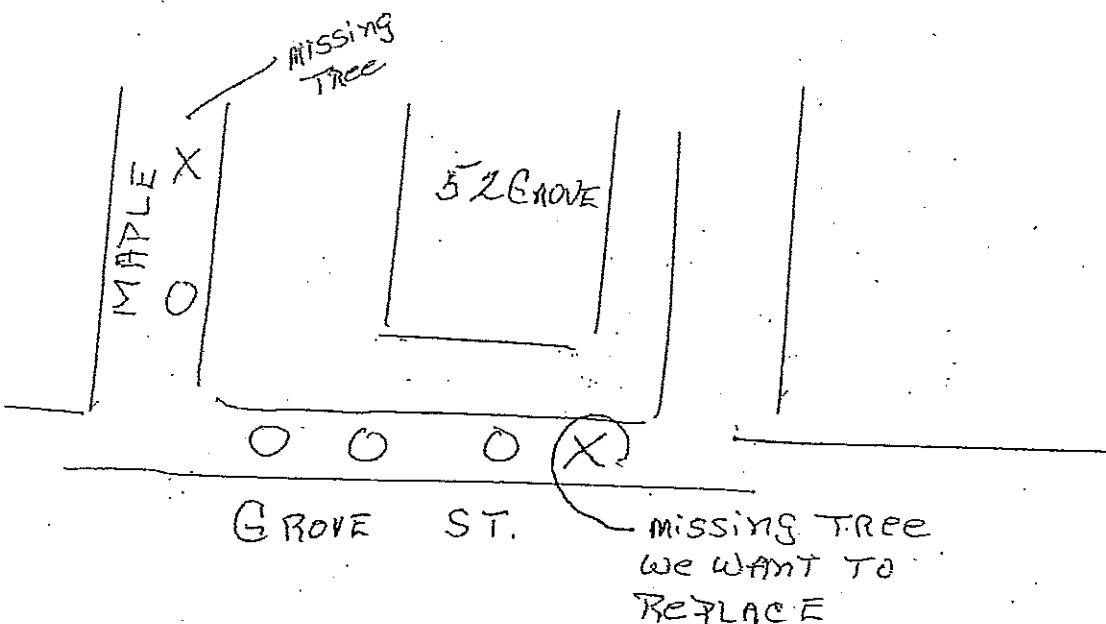 MISSING
TREE
MAPLE
X
O
52 GROVE
O O O X
GROVE ST.
MISSING TREE
WE WANT TO
REPLACE